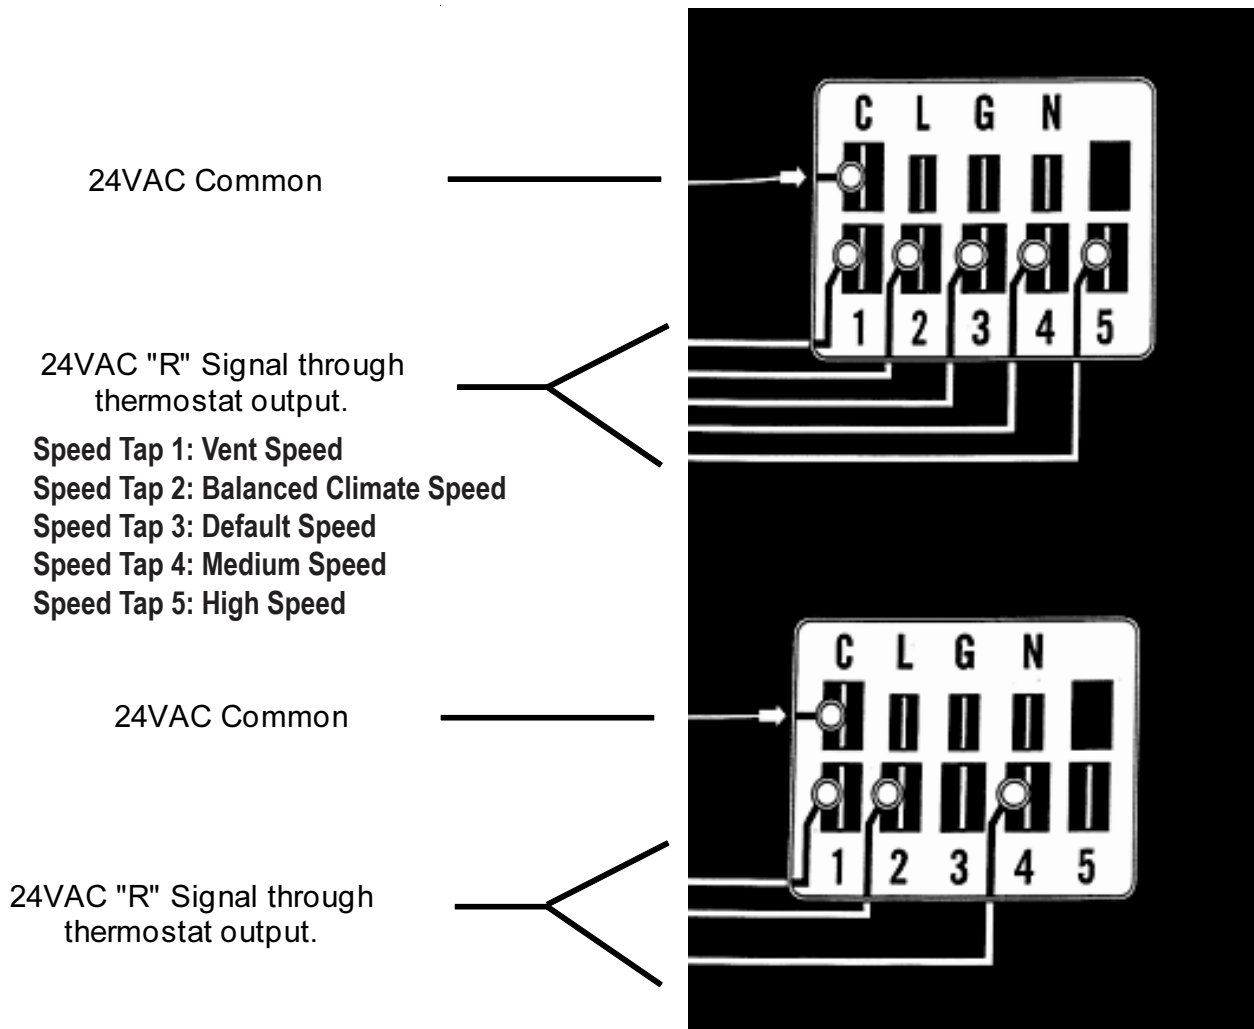 C L G N
24VAC Common
1 2 3 4 5
24VAC "R" Signal through
thermostat output.
Speed Tap 1: Vent Speed
Speed Tap 2: Balanced Climate Speed
Speed Tap 3: Default Speed
Speed Tap 4: Medium Speed
Speed Tap 5: High Speed
C L G N
24VAC Common
1 2 3 4 5
24VAC "R" Signal through
thermostat output.